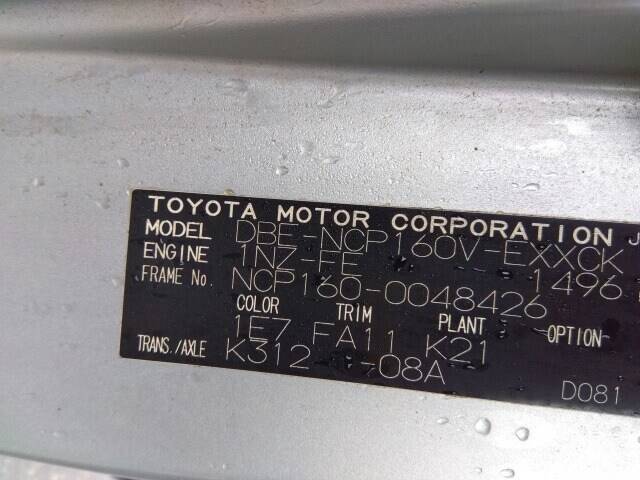 TOYOTA MOTOR CORPORATION J
MODEL DBE-NCP160V-EXXCK
ENGINE 1NZ-FE 1496
FRAME No. NCP160-0048426
COLOR TRIM PLANT OPTION
1E7 FA11 K21
TRANS./AXLE K312 -08A
D081